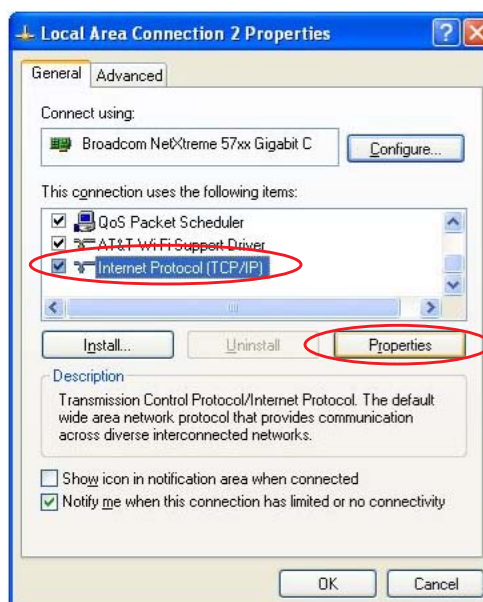 Local Area Connection 2 Properties
General
Advanced
Connect using:
Broadcom NetXtreme 57xx Gigabit C
Configure...
This connection uses the following items:
QoS Packet Scheduler
AT&T Wi Fi Support Driver
Internet Protocol (TCP/IP)
Install...
Uninstall
Properties
Description
Transmission Control Protocol/Internet Protocol. The default
wide area network protocol that provides communication
across diverse interconnected networks.
Show icon in notification area when connected
Notify me when this connection has limited or no connectivity
OK
Cancel